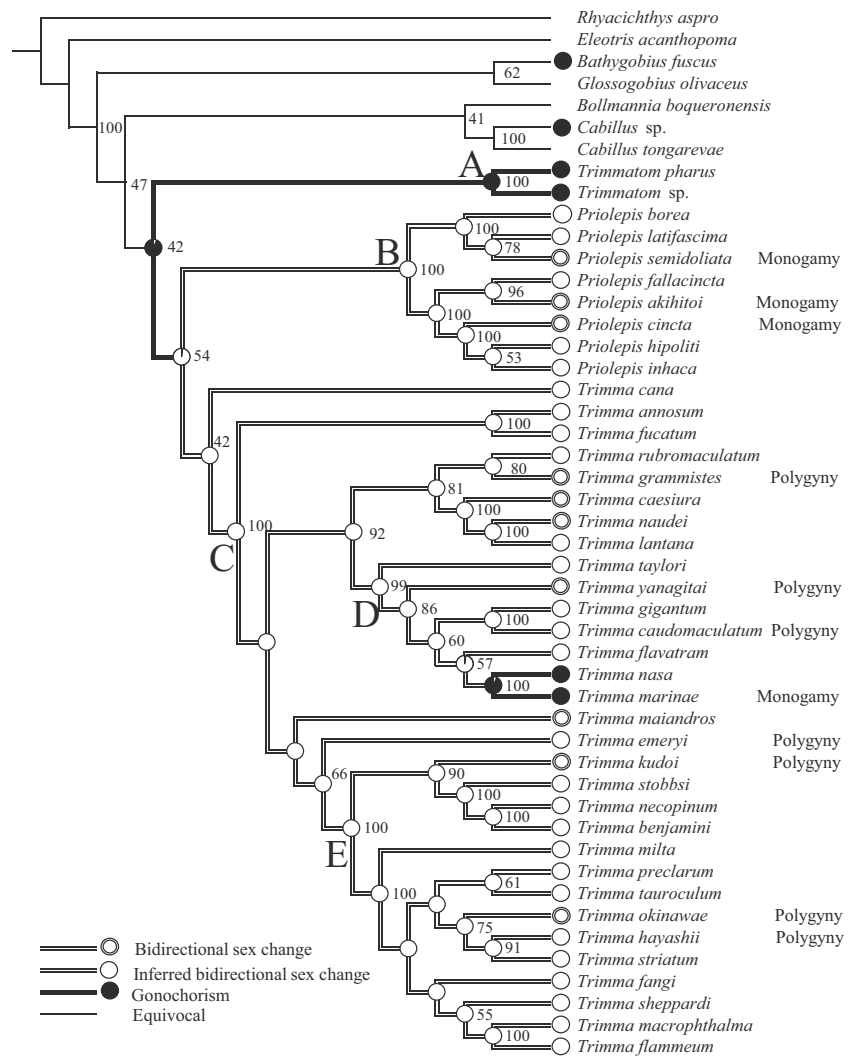 Rhyacichthys aspro
Eleotris acanthopoma
Bathygobius fuscus
62
Glossogobius olivaceus
Bollmannia boqueronensis
100
41
Cabillus sp.
100
Cabillus tongarevae
A
Trimmatom pharus
47
100
Trimmatom sp.
Priolepis borea
100
Priolepis latifascima
42
B
78
Priolepis semidoliata Monogamy
100
Priolepis fallacincta
96
Priolepis akihitoi Monogamy
100
Priolepis cincta Monogamy
100
Priolepis hipoliti
54
53
Priolepis inhaca
Trimma cana
Trimma annosum
100
Trimma fucatum
42
Trimma rubromaculatum
80
Trimma grammistes Polygyny
81
Trimma caesiura
100
Trimma naudei
100
92
100
Trimma lantana
C
Trimma taylori
99
Trimma yanagitai Polygyny
D
86
Trimma gigantum
100
Trimma caudomaculatum Polygyny
60
Trimma flavatram
57
Trimma nasa
100
Trimma marinae Monogamy
Trimma maiandros
Trimma emeryi Polygyny
Trimma kudoi Polygyny
66
90
Trimma stobbsi
100
Trimma necopinum
100
100
Trimma benjamini
E
Trimma milta
Trimma preclarum
61
100
Trimma tauroculum
Trimma okinawae Polygyny
75
Trimma hayashii Polygyny
91
Trimma striatum
Trimma fangi
Trimma sheppardi
55
Trimma macrophthalma
100
Trimma flammeum
Bidirectional sex change
Inferred bidirectional sex change
Gonochorism
Equivocal